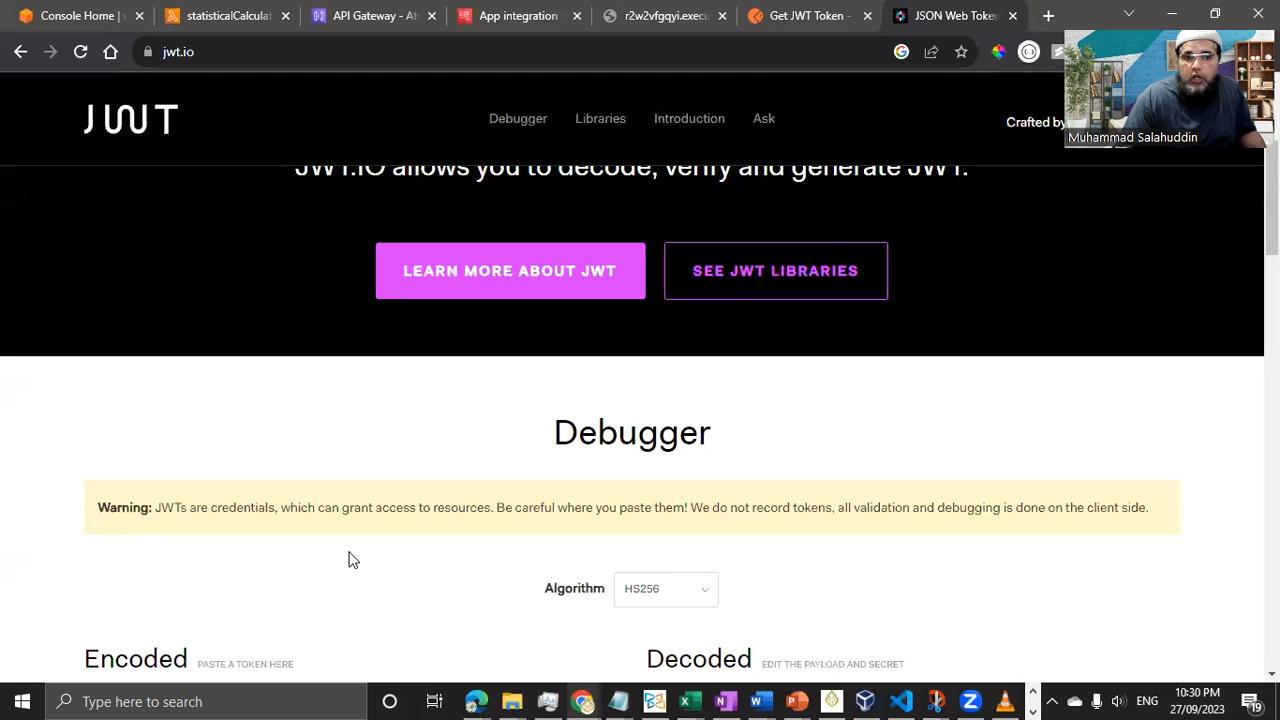 Console Home |
statisticalCalculat
API Gateway - A
App integration
r2w2vfgqyi.execu
Get JWT Token -
JSON Web Toke
jwt.io
JWT
Debugger
Libraries
Introduction
Ask
Crafted by
Muhammad Salahuddin
JWT.IO allows you to decode, verify and generate JWT.
LEARN MORE ABOUT JWT
SEE JWT LIBRARIES
Debugger
Warning: JWTs are credentials, which can grant access to resources. Be careful where you paste them! We do not record tokens, all validation and debugging is done on the client side.
Algorithm HS256
Encoded PASTE A TOKEN HERE
Decoded EDIT THE PAYLOAD AND SECRET
Type here to search
ENG
10:30 PM
27/09/2023
19